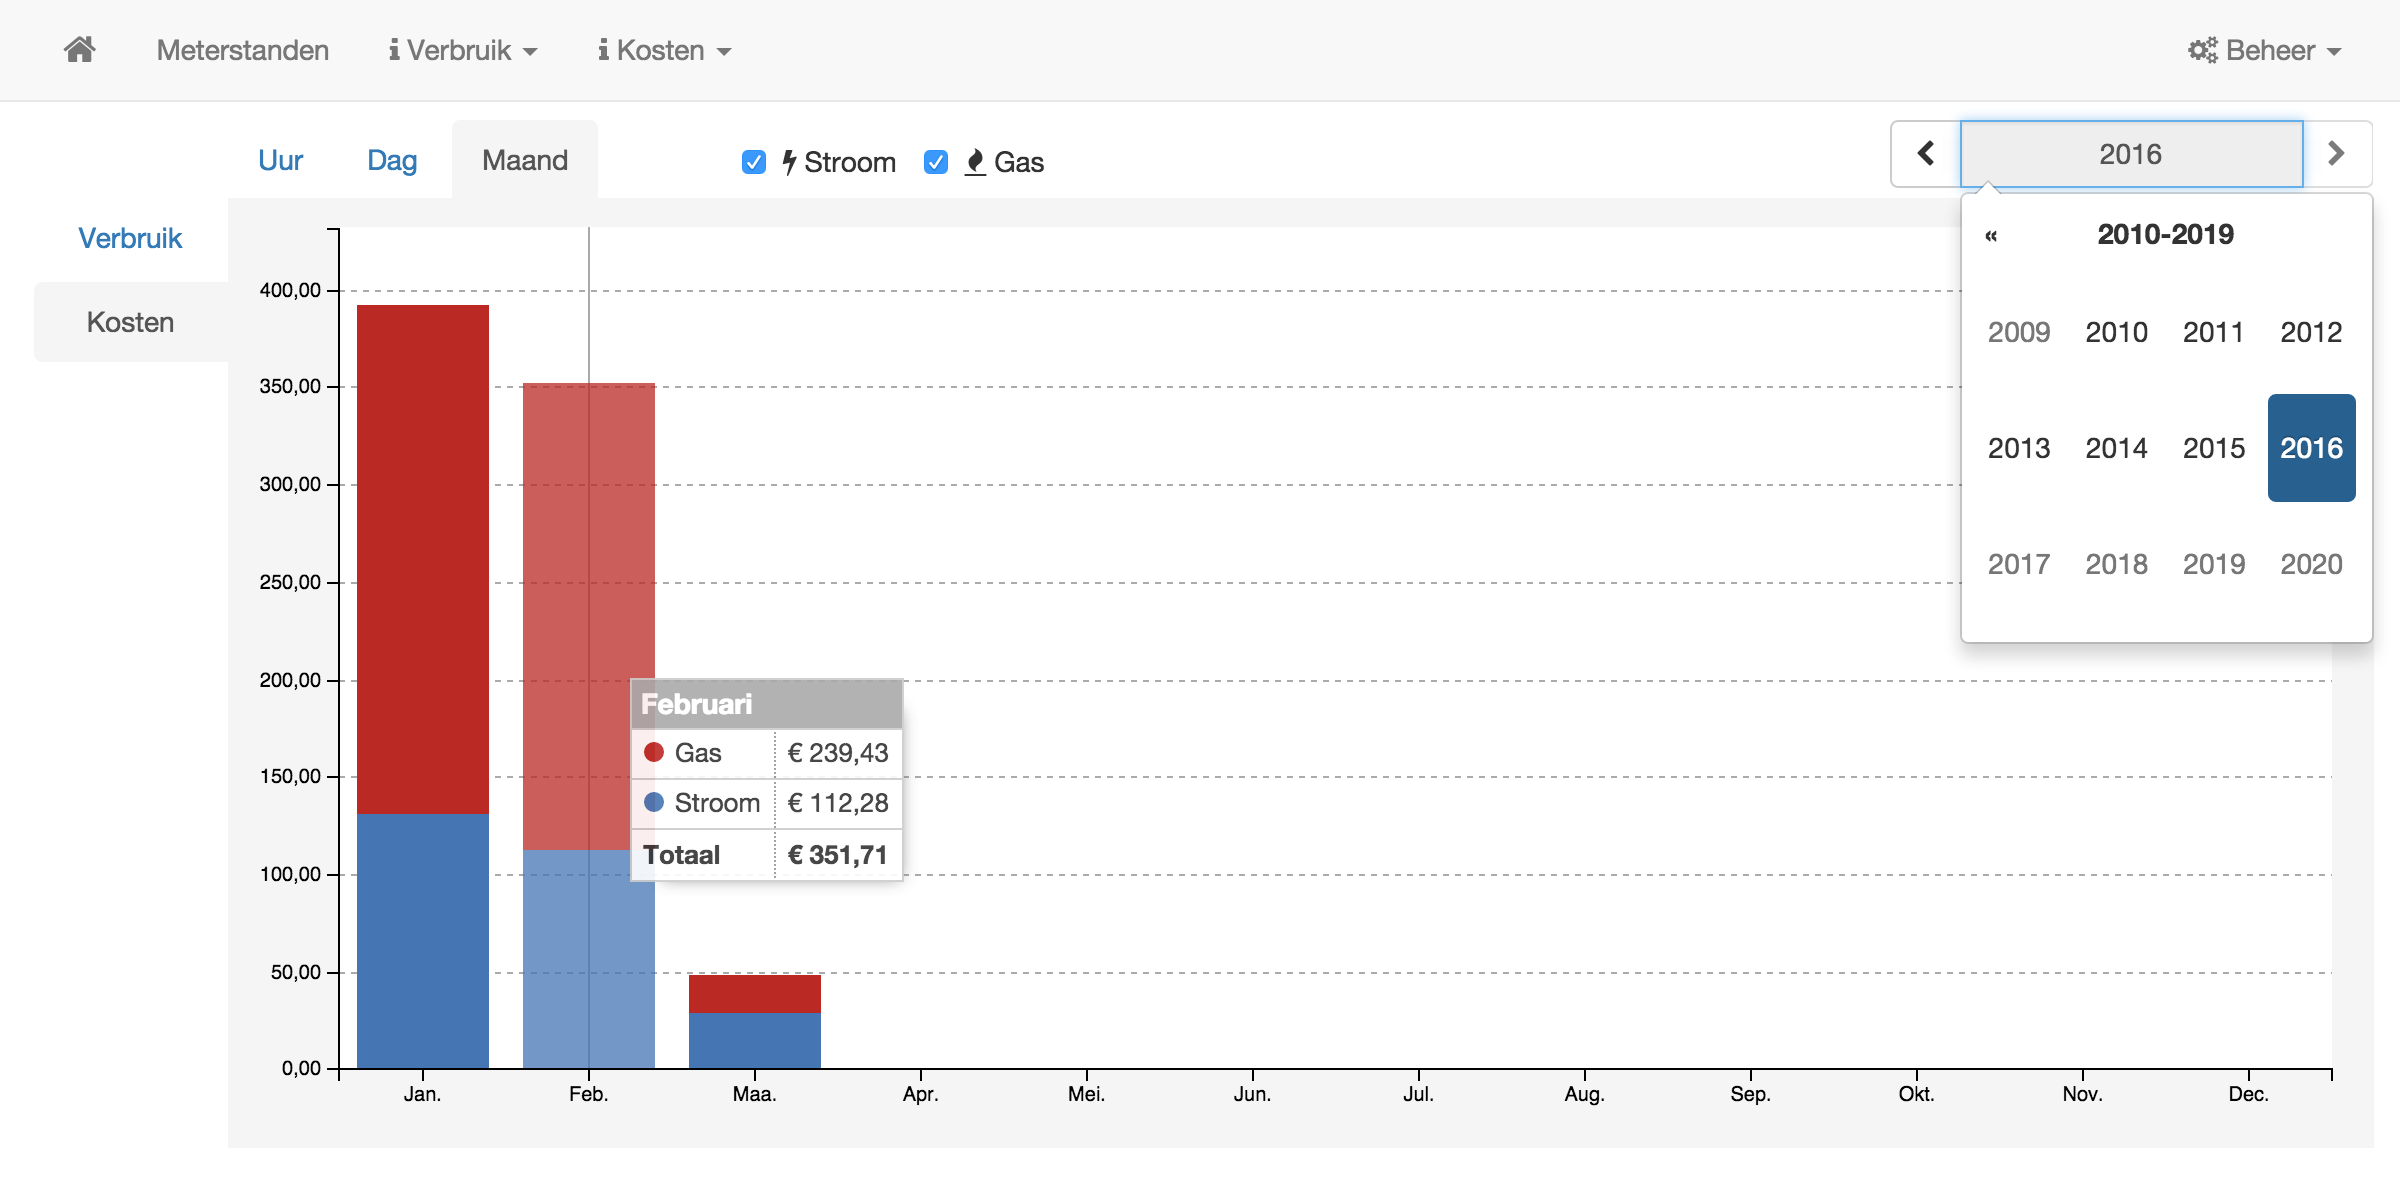 Meterstanden Verbruik Kosten Beheer
Uur Dag Maand Stroom Gas 2016
Verbruik
Kosten
« 2010-2019
2009 2010 2011 2012
2013 2014 2015 2016
2017 2018 2019 2020
400,00
350,00
300,00
250,00
200,00
150,00
100,00
50,00
0,00
Februari
Gas € 239,43
Stroom € 112,28
Totaal € 351,71
Jan. Feb. Maa. Apr. Mei. Jun. Jul. Aug. Sep. Okt. Nov. Dec.